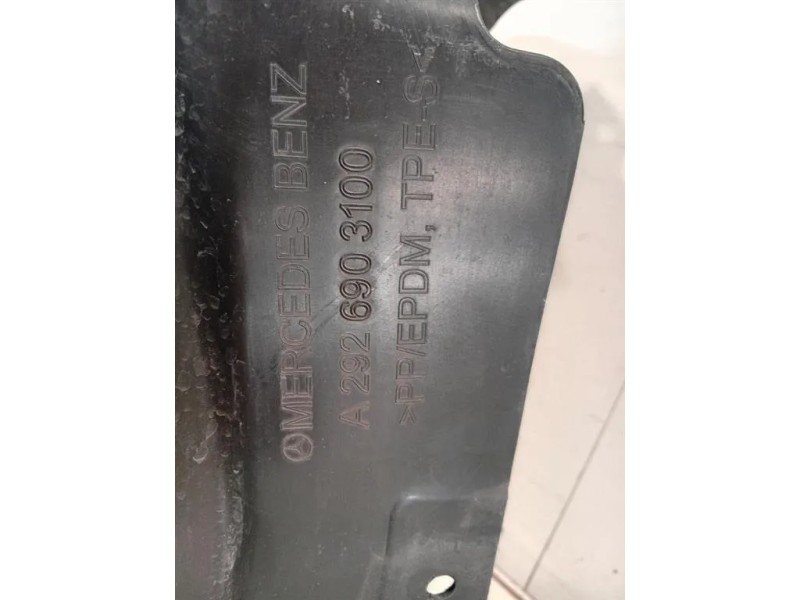 MERCEDES BENZ
A 292 690 3100
>PP/EPDM, TPE-S<